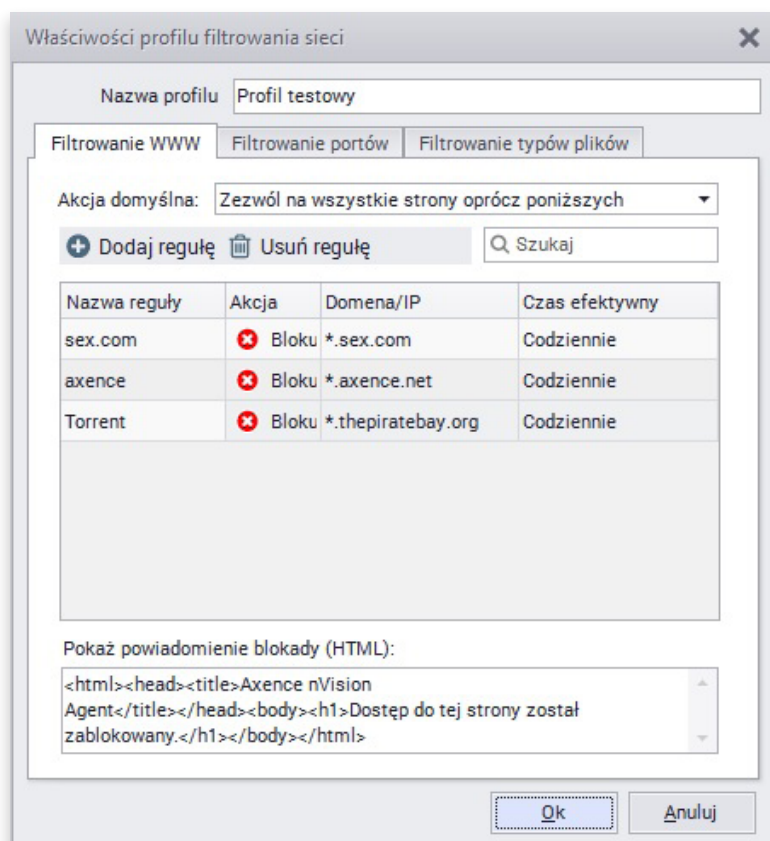 Właściwości profilu filtrowania sieci
Nazwa profilu Profil testowy
Filtrowanie WWW Filtrowanie portów Filtrowanie typów plików
Akcja domyślna: Zezwól na wszystkie strony oprócz poniższych
Dodaj regułę Usuń regułę Szukaj
Nazwa reguły Akcja Domena/IP Czas efektywny
sex.com Bloku *.sex.com Codziennie
axence Bloku *.axence.net Codziennie
Torrent Bloku *.thepiratebay.org Codziennie
Pokaż powiadomienie blokady (HTML):
<html><head><title>Axence nVision
Agent</title></head><body><h1>Dostęp do tej strony został
zablokowany.</h1></body></html>
Ok Anuluj